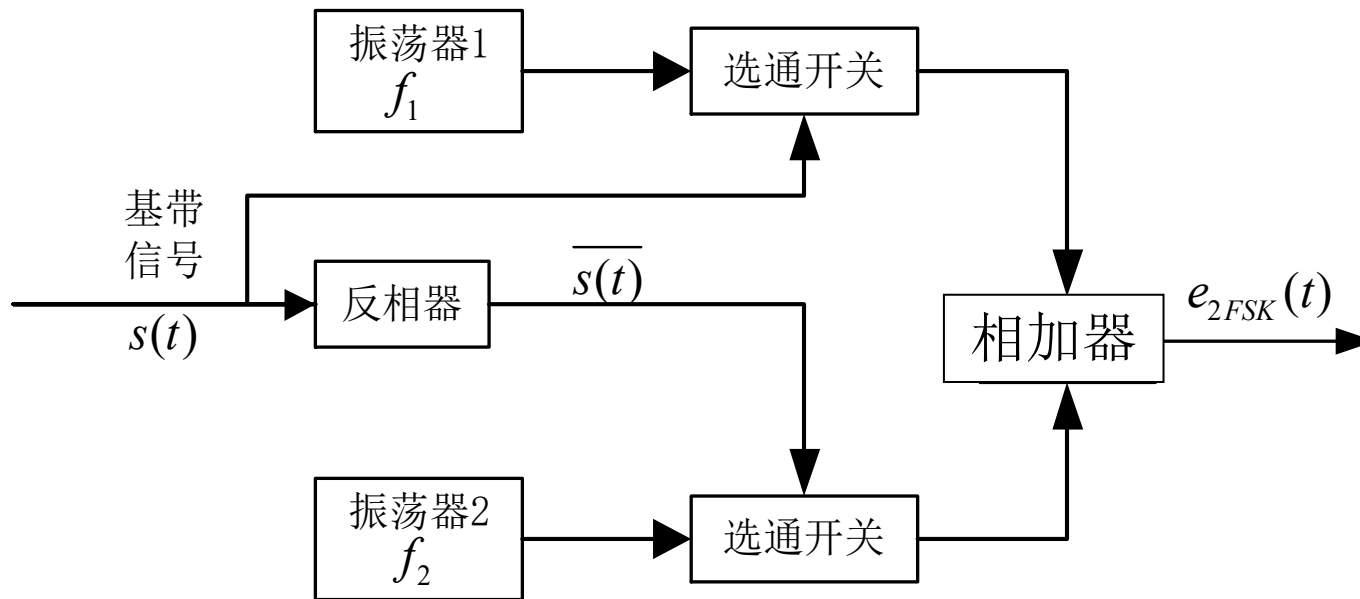 振荡器1
f₁
选通开关
基带
信号
s(t)
反相器
s(t)
相加器
e₂FSK(t)
振荡器2
f₂
选通开关